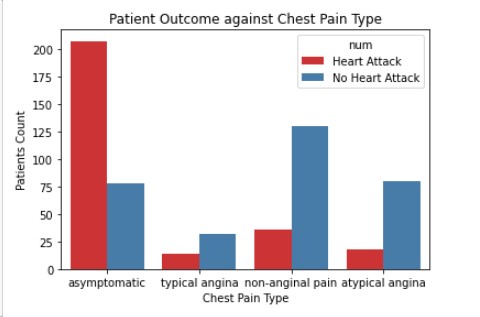 Patient Outcome against Chest Pain Type
num
Heart Attack
No Heart Attack
200
175
150
125
100
75
50
25
0
Patients Count
asymptomatic typical angina non-anginal pain atypical angina
Chest Pain Type